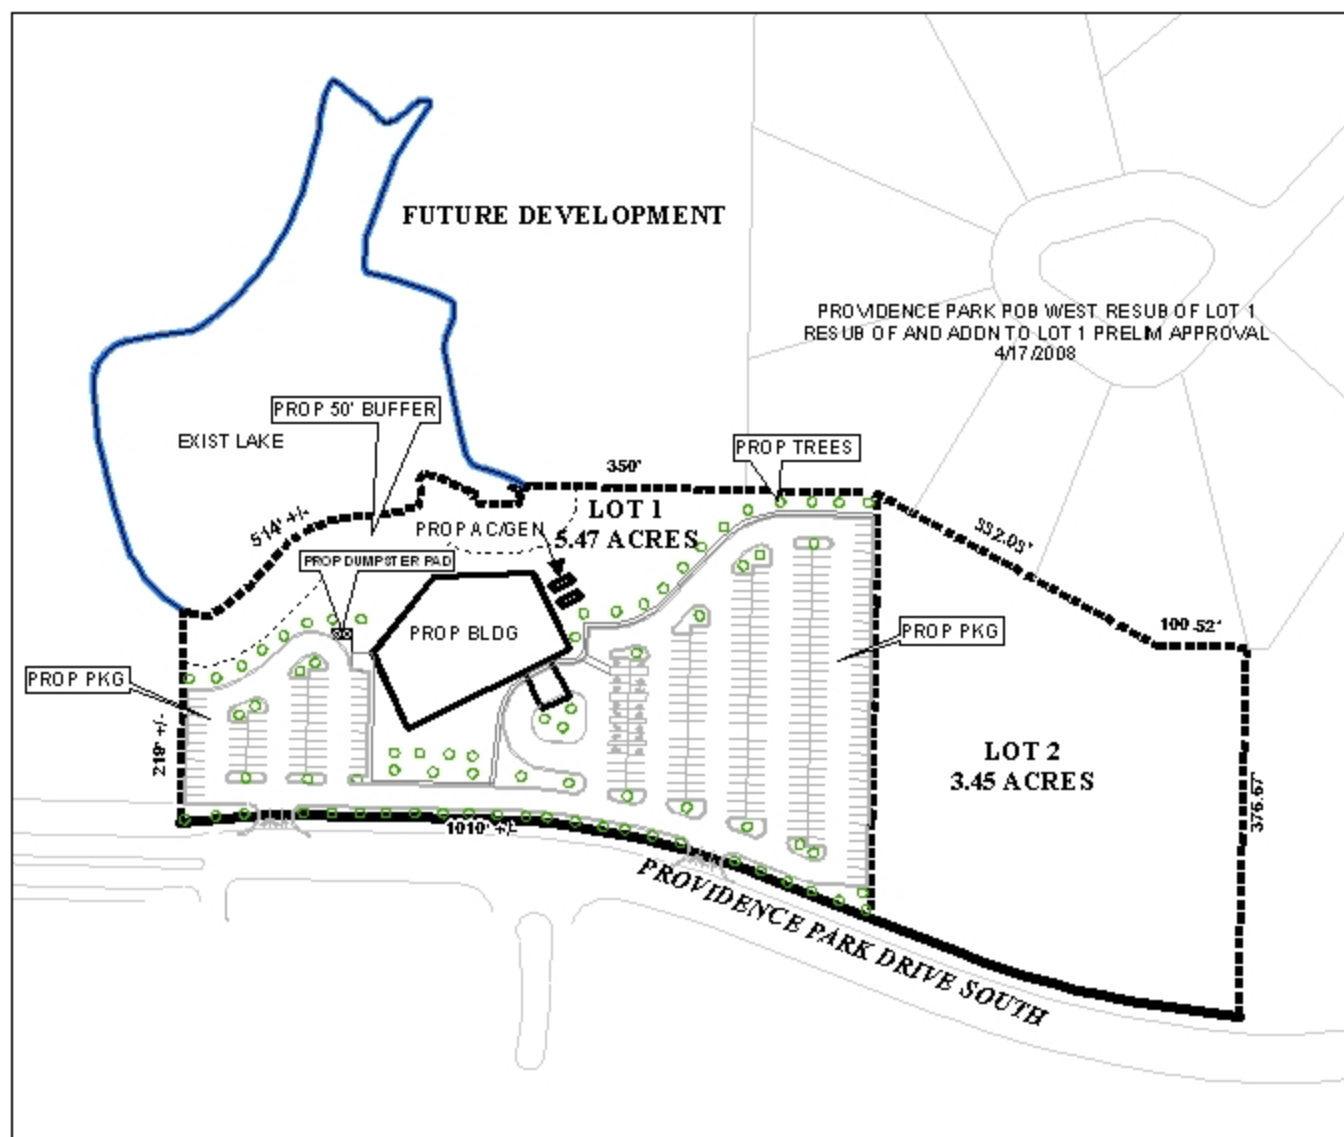 FUTURE DEVELOPMENT
PROVIDENCE PARK POB WEST RESUB OF LOT 1
RESUB OF AND ADDN TO LOT 1 PRELIM APPROVAL
4/17/2008
PROP 50' BUFFER
EXIST LAKE
PROP TREES
350'
LOT 1
5.47 ACRES
514' +/-
PROP AC/GEN
332.05'
PROP DUMPSTER PAD
PROP BLDG
100.52'
PROP PKG
PROP PKG
219' +/-
LOT 2
3.45 ACRES
376.67'
1010' +/-
PROVIDENCE PARK DRIVE SOUTH